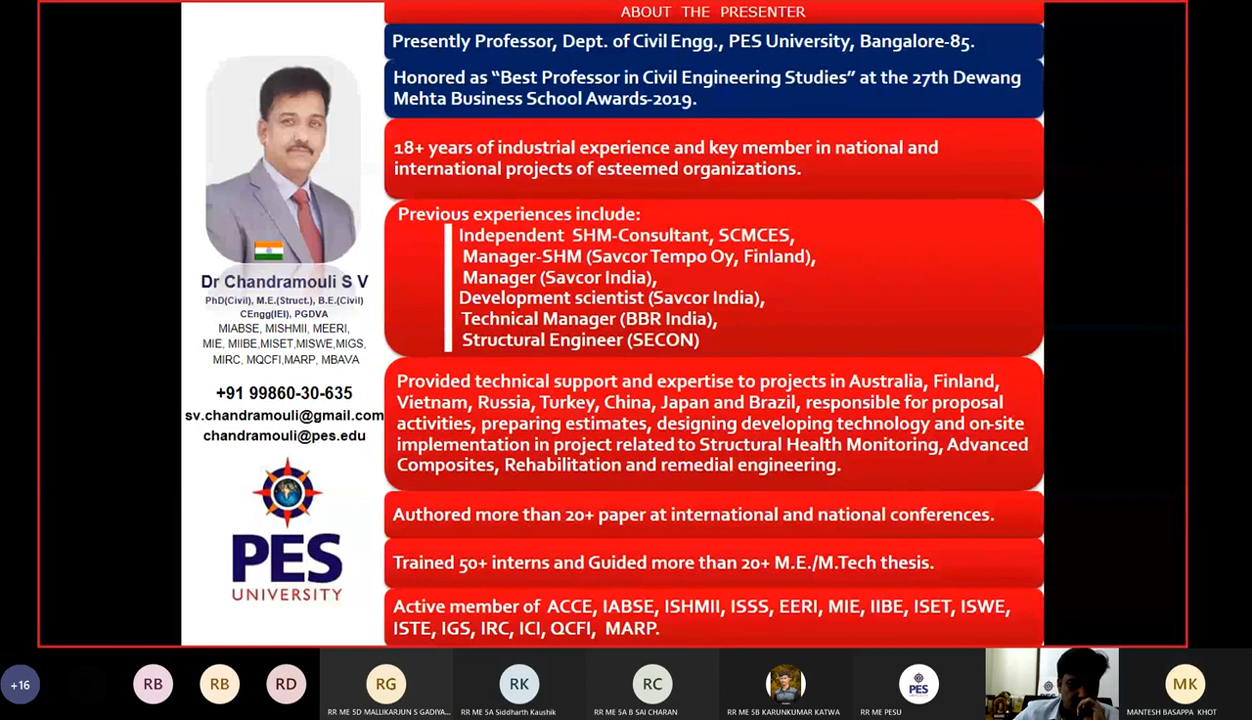 ABOUT THE PRESENTER
Presently Professor, Dept. of Civil Engg., PES University, Bangalore-85.
Honored as “Best Professor in Civil Engineering Studies” at the 27th Dewang
Mehta Business School Awards-2019.
18+ years of industrial experience and key member in national and
international projects of esteemed organizations.
Previous experiences include:
Independent SHM-Consultant, SCMCES,
Manager-SHM (Savcor Tempo Oy, Finland),
Manager (Savcor India),
Development scientist (Savcor India),
Technical Manager (BBR India),
Structural Engineer (SECON)
Provided technical support and expertise to projects in Australia, Finland,
Vietnam, Russia, Turkey, China, Japan and Brazil, responsible for proposal
activities, preparing estimates, designing developing technology and on-site
implementation in project related to Structural Health Monitoring, Advanced
Composites, Rehabilitation and remedial engineering.
Authored more than 20+ paper at international and national conferences.
Trained 50+ interns and Guided more than 20+ M.E./M.Tech thesis.
Active member of ACCE, IABSE, ISHMII, ISSS, EERI, MIE, IIBE, ISET, ISWE,
ISTE, IGS, IRC, ICI, QCFI, MARP.
Dr Chandramouli S V
PhD(Civil), M.E.(Struct.), B.E.(Civil)
CEngg(IEI), PGDVA
MIABSE, MISHMII, MEERI,
MIE, MIIBE,MISET,MISWE,MIGS,
MIRC, MQCFI,MARP, MBAVA
+91 99860-30-635
sv.chandramouli@gmail.com
chandramouli@pes.edu
PES
UNIVERSITY
+16
RB
RB
RD
RG
RR ME 5D MALLIKARJUN S GADIYA...
RK
RR ME 5A Siddharth Kaushik
RC
RR ME 5A B SAI CHARAN
RR ME 5B KARUNKUMAR KATWA
PES
RR ME PESU
MK
MANTESH BASAPPA KHOT